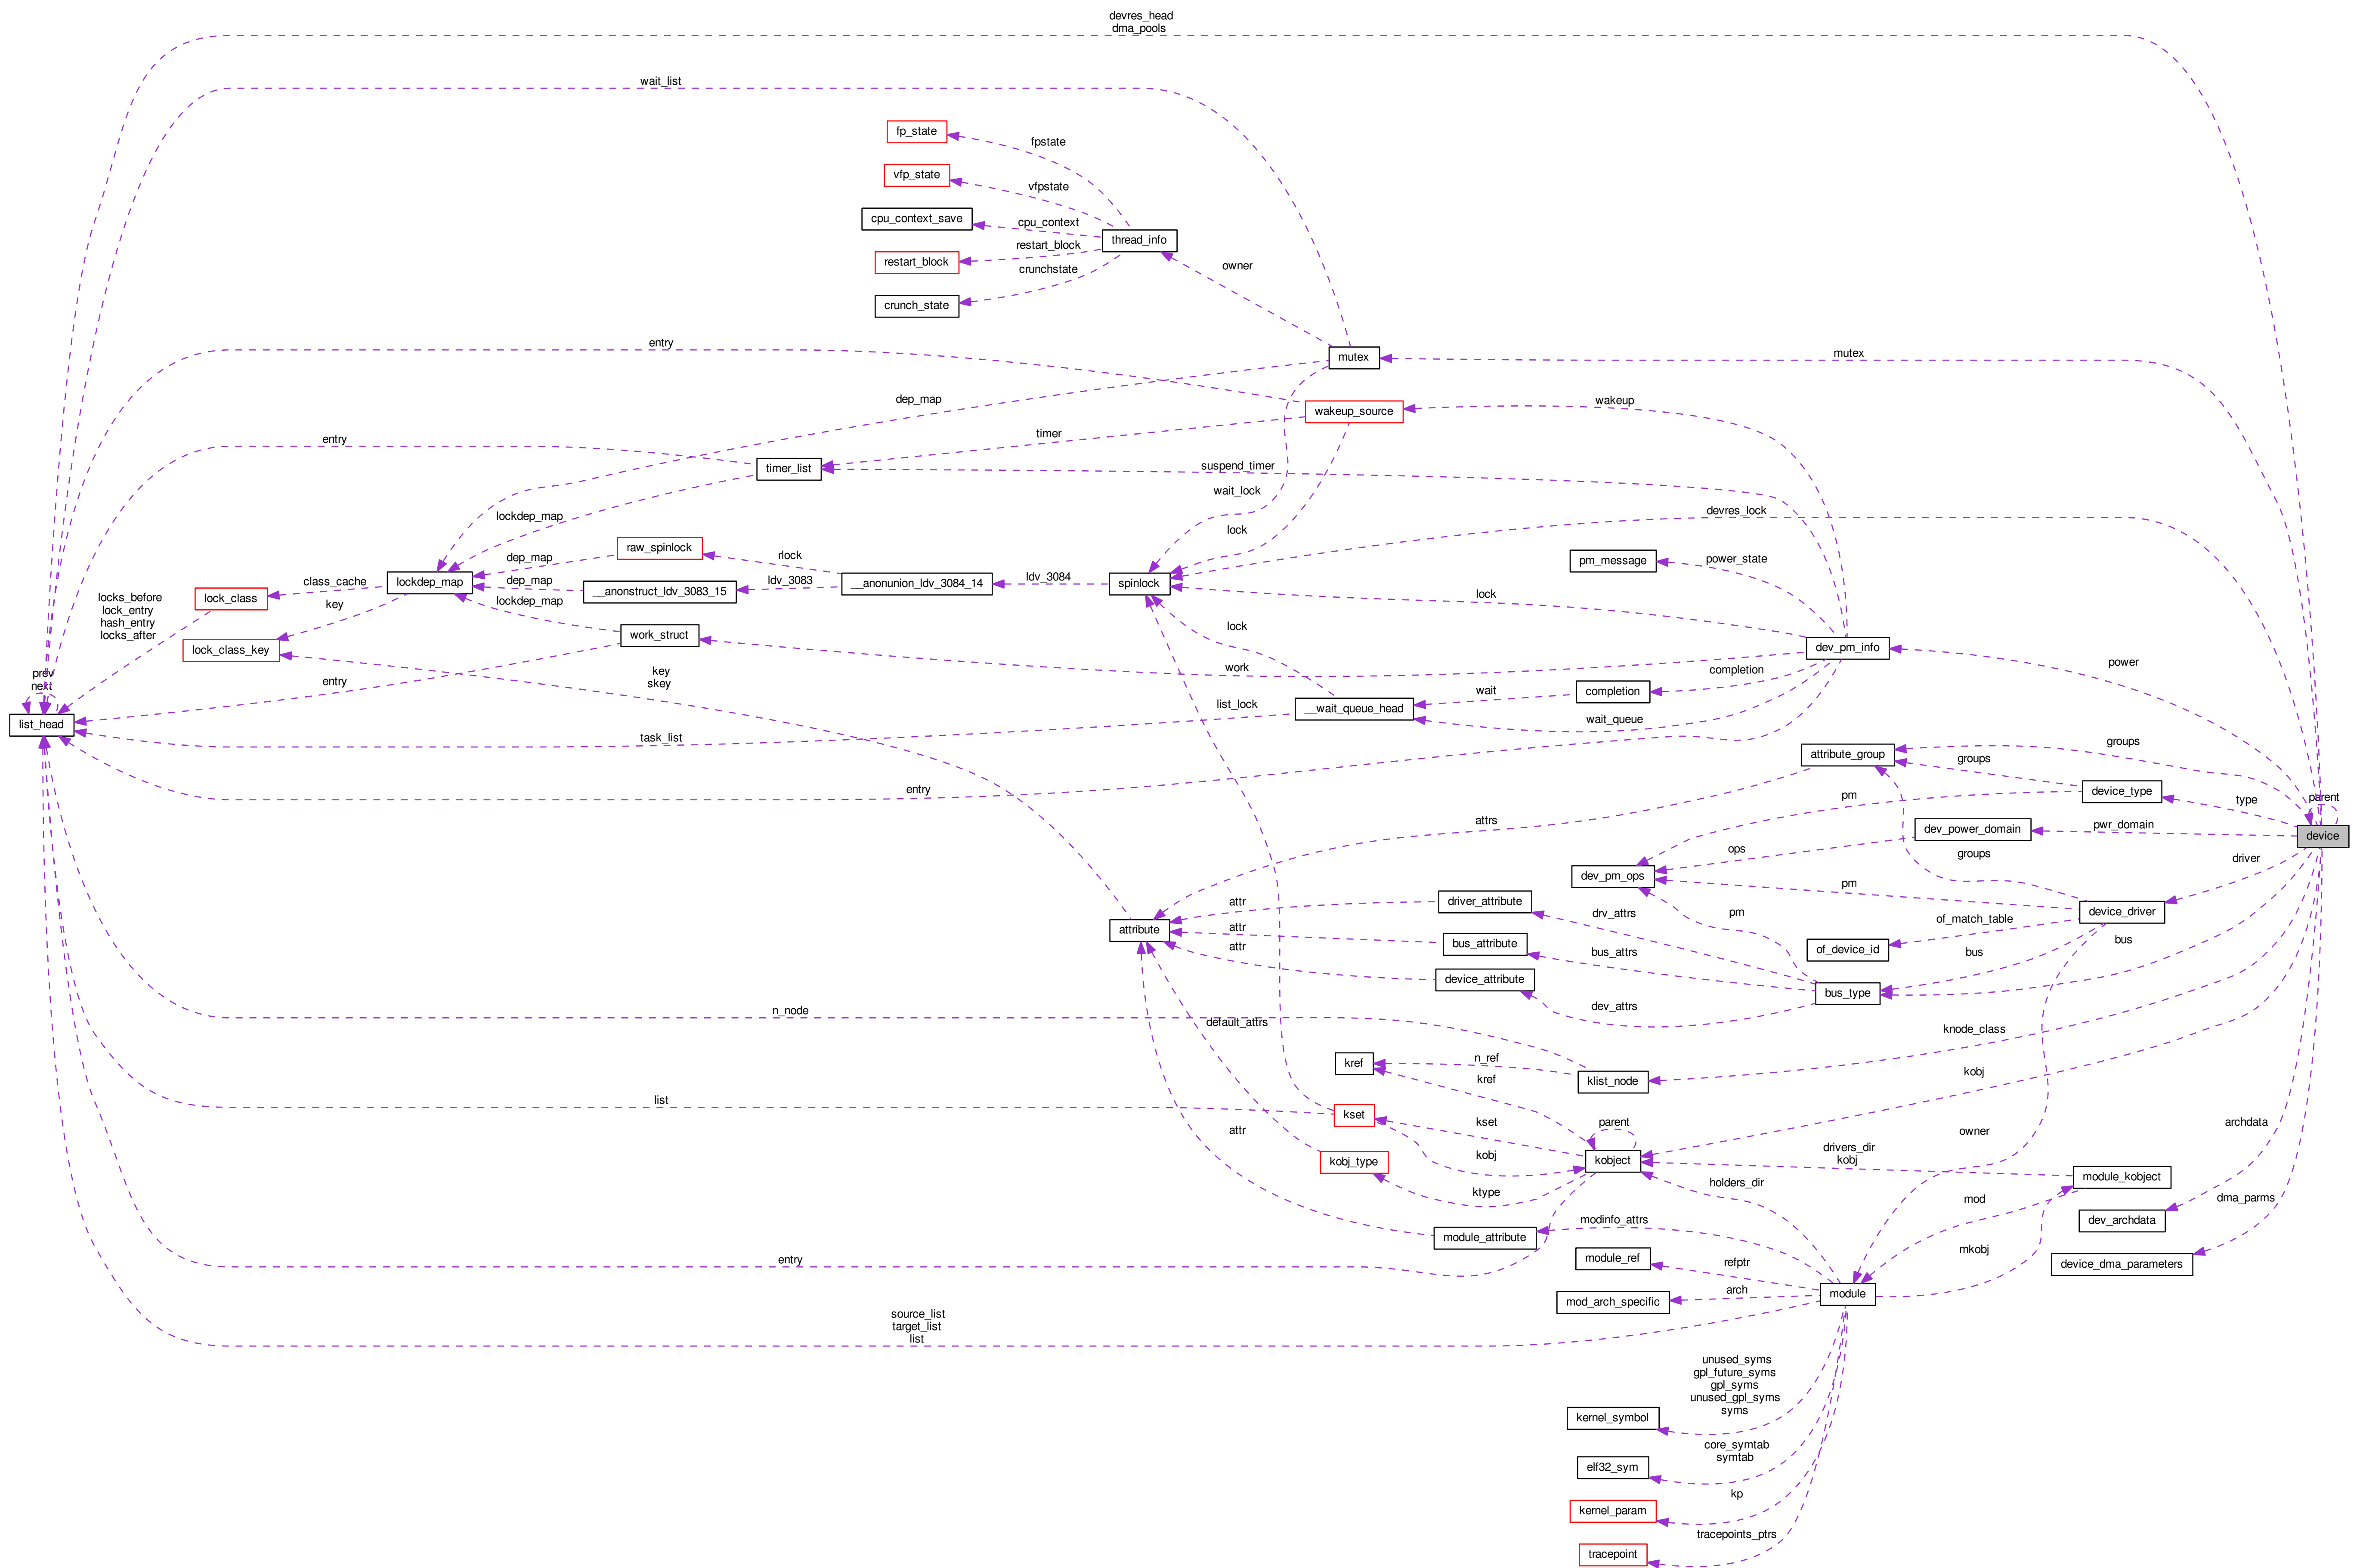 devres_head
dma_pools
wait_list
fp_state
fpstate
vfp_state
vfpstate
cpu_context_save
cpu_context
thread_info
restart_block
restart_block
crunchstate
crunch_state
owner
entry
mutex
mutex
dep_map
wakeup_source
wakeup
entry
timer
timer_list
suspend_timer
wait_lock
lockdep_map
devres_lock
lock
raw_spinlock
rlock
dep_map
pm_message
power_state
lockdep_map
class_cache
dep_map
__anonstruct_ldv_3083_15
ldv_3083
__anonunion_ldv_3084_14
ldv_3084
spinlock
lock_class
locks_before
lock_entry
hash_entry
locks_after
key
lockdep_map
lock
lock
work_struct
lock_class_key
dev_pm_info
power
work
key
skey
completion
completion
wait
prev
next
entry
list_head
list_lock
__wait_queue_head
wait_queue
task_list
attribute_group
groups
groups
entry
pm
device_type
type
parent
attrs
dev_power_domain
pwr_domain
device
ops
groups
driver
dev_pm_ops
pm
driver_attribute
attr
drv_attrs
pm
device_driver
of_match_table
attribute
attr
bus_attribute
bus_attrs
of_device_id
bus
bus
attr
device_attribute
dev_attrs
bus_type
n_node
default_attrs
knode_class
kref
n_ref
kref
klist_node
kobj
list
kset
kset
parent
attr
kobj
kobj_type
kobject
owner
archdata
drivers_dir
kobj
ktype
holders_dir
module_kobject
mod
dma_parms
modinfo_attrs
dev_archdata
module_attribute
entry
module_ref
refptr
mkobj
device_dma_parameters
arch
mod_arch_specific
module
source_list
target_list
list
unused_syms
gpl_future_syms
gpl_syms
unused_gpl_syms
syms
kernel_symbol
core_symtab
symtab
elf32_sym
kp
kernel_param
tracepoints_ptrs
tracepoint